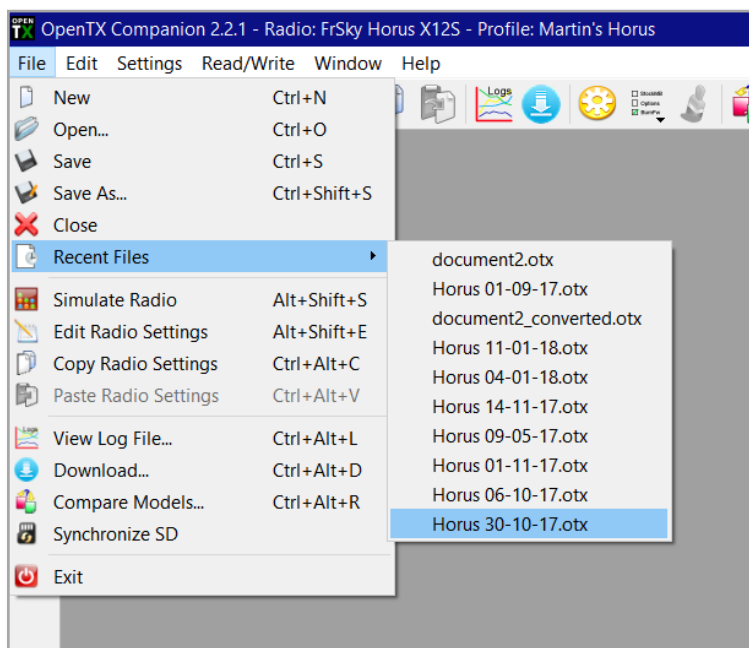 OPEN TX OpenTX Companion 2.2.1 - Radio: FrSky Horus X12S - Profile: Martin's Horus
File Edit Settings Read/Write Window Help
New Ctrl+N
Open... Ctrl+O
Save Ctrl+S
Save As... Ctrl+Shift+S
Close
Recent Files
Simulate Radio Alt+Shift+S
Edit Radio Settings Alt+Shift+E
Copy Radio Settings Ctrl+Alt+C
Paste Radio Settings Ctrl+Alt+V
View Log File... Ctrl+Alt+L
Download... Ctrl+Alt+D
Compare Models... Ctrl+Alt+R
Synchronize SD
Exit
Logs
Options
document2.otx
Horus 01-09-17.otx
document2_converted.otx
Horus 11-01-18.otx
Horus 04-01-18.otx
Horus 14-11-17.otx
Horus 09-05-17.otx
Horus 01-11-17.otx
Horus 06-10-17.otx
Horus 30-10-17.otx